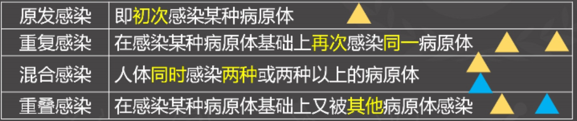 原发感染 即初次感染某种病原体
重复感染 在感染某种病原体基础上再次感染同一病原体
混合感染 人体同时感染两种或两种以上的病原体
重叠感染 在感染某种病原体基础上又被其他病原体感染